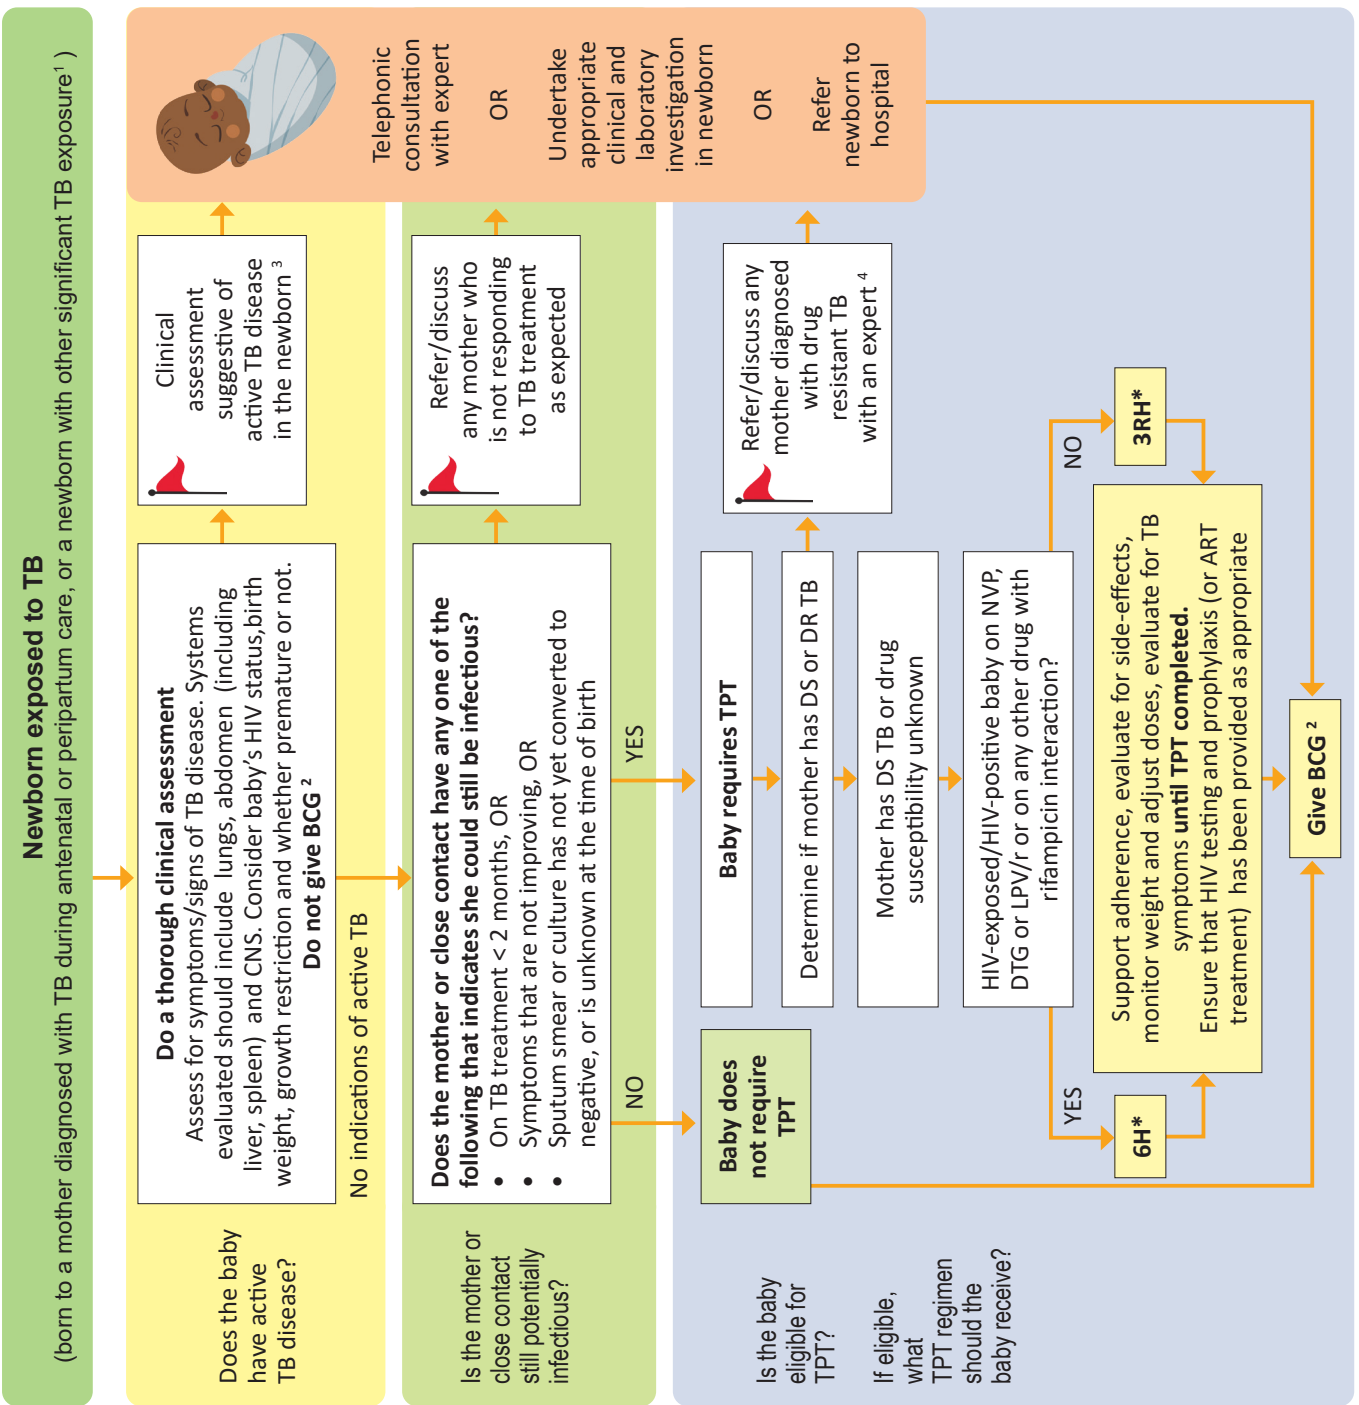 Newborn exposed to TB
(born to a mother diagnosed with TB during antenatal or peripartum care, or a newborn with other significant TB exposure¹ )
Does the baby
have active
TB disease?
Do a thorough clinical assessment
Assess for symptoms/signs of TB disease. Systems
evaluated should include lungs, abdomen (including
liver, spleen) and CNS. Consider baby’s HIV status,birth
weight, growth restriction and whether premature or not.
Do not give BCG ²
No indications of active TB
Clinical
assessment
suggestive of
active TB disease
in the newborn ³
Telephonic
consultation
with expert
OR
Undertake
appropriate
clinical and
laboratory
investigation
in newborn
OR
Refer
newborn to
hospital
Is the mother or
close contact
still potentially
infectious?
Does the mother or close contact have any one of the
following that indicates she could still be infectious?
• On TB treatment < 2 months, OR
• Symptoms that are not improving, OR
• Sputum smear or culture has not yet converted to
negative, or is unknown at the time of birth
NO
YES
Refer/discuss
any mother who
is not responding
to TB treatment
as expected
Is the baby
eligible for
TPT?
If eligible,
what
TPT regimen
should the
baby receive?
Baby does
not require
TPT
Baby requires TPT
Determine if mother has DS or DR TB
Refer/discuss any
mother diagnosed
with drug
resistant TB
with an expert ⁴
Mother has DS TB or drug
susceptibility unknown
HIV-exposed/HIV-positive baby on NVP,
DTG or LPV/r or on any other drug with
rifampicin interaction?
YES
NO
6H*
3RH*
Support adherence, evaluate for side-effects,
monitor weight and adjust doses, evaluate for TB
symptoms until TPT completed.
Ensure that HIV testing and prophylaxis (or ART
treatment) has been provided as appropriate
Give BCG ²